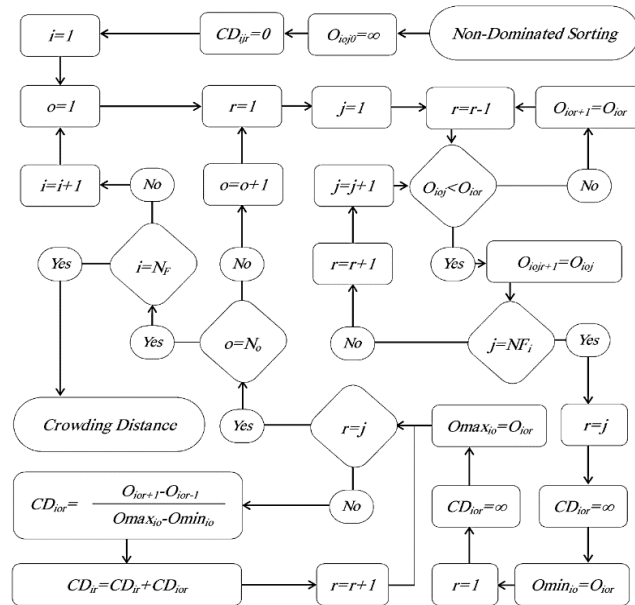 i=1
CD_ijr=0
O_ioj0=∞
Non-Dominated Sorting
o=1
r=1
j=1
r=r-1
O_ior+1=O_ior
i=i+1
No
o=o+1
j=j+1
O_ioj<O_ior
No
Yes
i=N_F
No
r=r+1
Yes
O_iojr+1=O_ioj
Yes
o=N_o
No
j=NF_i
Yes
Crowding Distance
Yes
r=j
Omax_io=O_ior
r=j
No
CD_ior=
O_ior+1-O_ior-1
Omax_io-Omin_io
CD_ior=∞
CD_ior=∞
CD_ir=CD_ir+CD_ior
r=r+1
r=1
Omin_io=O_ior